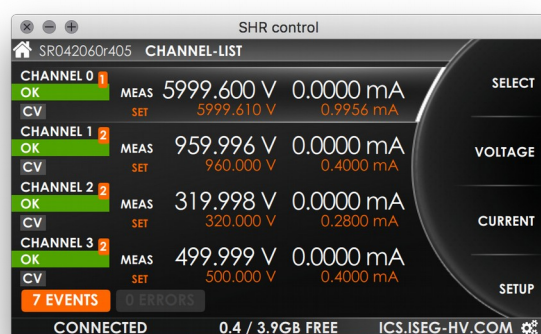 SHR control
SR042060r405 CHANNEL-LIST
CHANNEL 0 1
OK
CV
MEAS 5999.600 V 0.0000 mA
SET 5999.610 V 0.9956 mA
CHANNEL 1 2
OK
CV
MEAS 959.996 V 0.0000 mA
SET 960.000 V 0.4000 mA
CHANNEL 2 2
OK
CV
MEAS 319.998 V 0.0000 mA
SET 320.000 V 0.2800 mA
CHANNEL 3 2
OK
CV
MEAS 499.999 V 0.0000 mA
SET 500.000 V 0.4000 mA
SELECT
VOLTAGE
CURRENT
SETUP
7 EVENTS 0 ERRORS
CONNECTED 0.4 / 3.9GB FREE ICS.ISEG-HV.COM